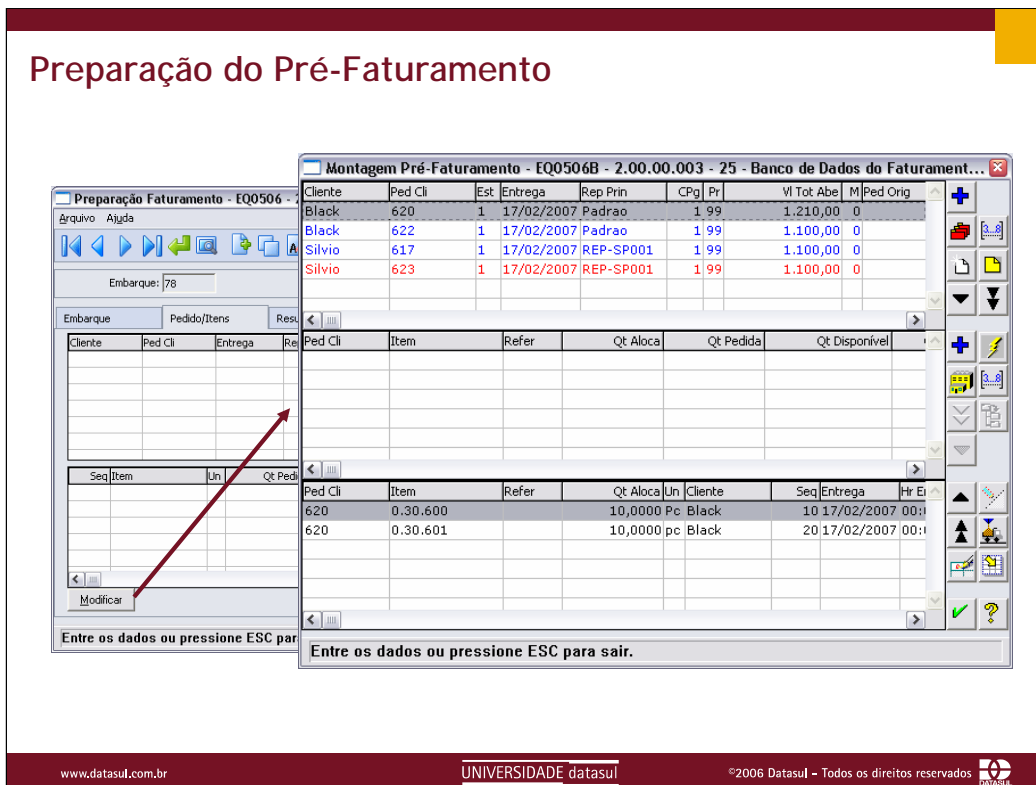 Preparação do Pré-Faturamento
Preparação Faturamento - EQ0506 -
Arquivo Ajuda
Embarque: 78
Embarque Pedido/Itens
Cliente Ped Cli Entrega
Seq Item Un
Modificar
Entre os dados ou pressione ESC
Montagem Pré-Faturamento - EQ0506B - 2.00.00.003 - 25 - Banco de Dados do Faturament...
Cliente Ped Cli Est Entrega Rep Prin CPg Pr Vl Tot Abe M Ped Orig
Black 620 1 17/02/2007 Padrao 1 99 1.210,00 0
Black 622 1 17/02/2007 Padrao 1 99 1.100,00 0
Silvio 617 1 17/02/2007 REP-SP001 1 99 1.100,00 0
Silvio 623 1 17/02/2007 REP-SP001 1 99 1.100,00 0
Ped Cli Item Refer Qt Aloca Qt Pedida Qt Disponível
Ped Cli Item Refer Qt Aloca Un Cliente Seq Entrega Hr
620 0.30.600 10,0000 Pc Black 10 17/02/2007
620 0.30.601 10,0000 pc Black 20 17/02/2007
Entre os dados ou pressione ESC para sair.
www.datasul.com.br
UNIVERSIDADE datasul
©2006 Datasul - Todos os direitos reservados
DATASUL